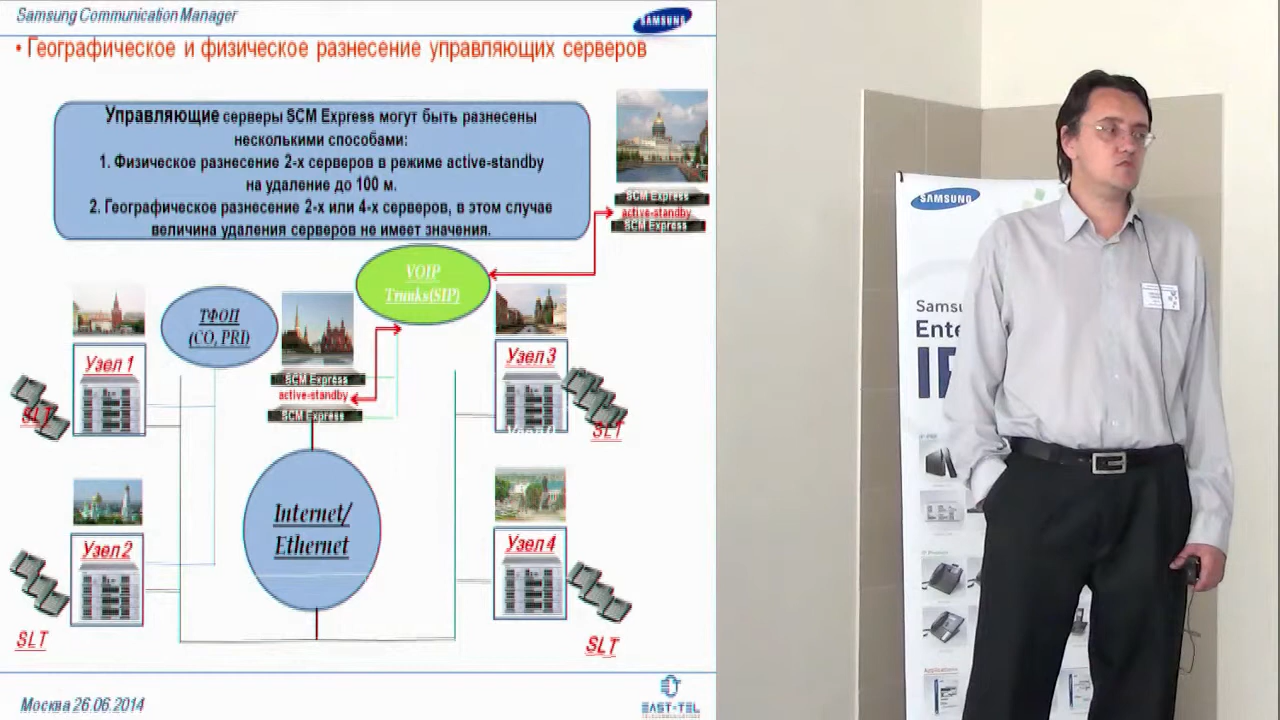 Samsung Communication Manager
SAMSUNG
• Географическое и физическое разнесение управляющих серверов
Управляющие серверы SCM Express могут быть разнесены
несколькими способами:
1. Физическое разнесение 2-х серверов в режиме active-standby
на удаление до 100 м.
2. Географическое разнесение 2-х или 4-х серверов, в этом случае
величина удаления серверов не имеет значения.
SCM Express
active-standby
SCM Express
VOIP
Trunks(SIP)
ТФОП
(CO, PRI)
Узел 1
SLT
SCM Express
active-standby
SCM Express
Узел 3
SLT
Internet/
Ethernet
Узел 2
SLT
Узел 4
SLT
Москва 26.06.2014
EAST-TEL
SAMSUNG
Sams
Ente
IP